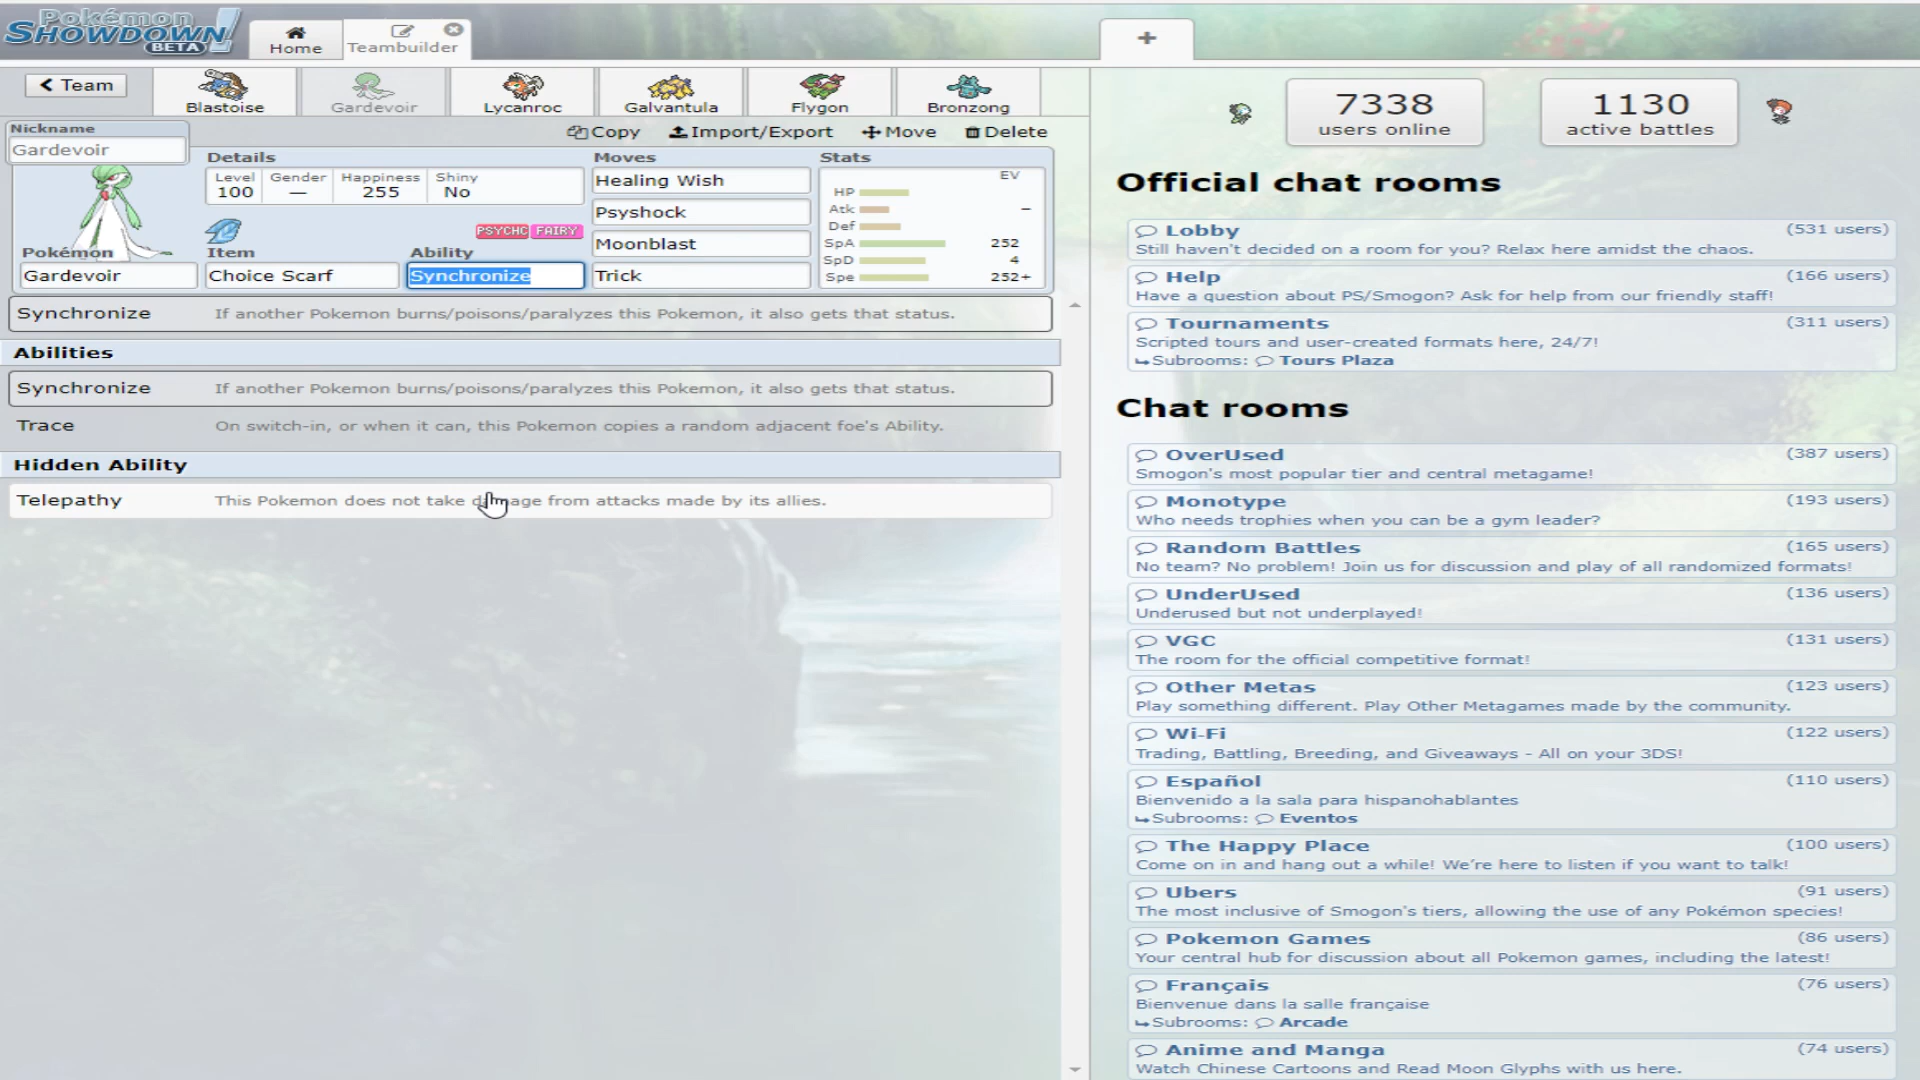 Pokémon
SHOWDOWN!
BETA
Home
Teambuilder
+
Team
Blastoise
Gardevoir
Lycanroc
Galvantula
Flygon
Bronzong
Nickname
Gardevoir
Copy
Import/Export
Move
Delete
Details
Moves
Stats
Level
Gender
Happiness
Shiny
100
—
255
No
PSYCHC
FAIRY
Pokémon
Item
Ability
Gardevoir
Choice Scarf
Synchronize
Healing Wish
Psyshock
Moonblast
Trick
EV
HP
Atk –
Def
SpA 252
SpD 4
Spe 252+
Synchronize If another Pokemon burns/poisons/paralyzes this Pokemon, it also gets that status.
Abilities
Synchronize If another Pokemon burns/poisons/paralyzes this Pokemon, it also gets that status.
Trace On switch-in, or when it can, this Pokemon copies a random adjacent foe's Ability.
Hidden Ability
Telepathy This Pokemon does not take damage from attacks made by its allies.
7338
users online
1130
active battles
Official chat rooms
Lobby (531 users)
Still haven't decided on a room for you? Relax here amidst the chaos.
Help (166 users)
Have a question about PS/Smogon? Ask for help from our friendly staff!
Tournaments (311 users)
Scripted tours and user-created formats here, 24/7!
Subrooms: Tours Plaza
Chat rooms
OverUsed (387 users)
Smogon's most popular tier and central metagame!
Monotype (193 users)
Who needs trophies when you can be a gym leader?
Random Battles (165 users)
No team? No problem! Join us for discussion and play of all randomized formats!
UnderUsed (136 users)
Underused but not underplayed!
VGC (131 users)
The room for the official competitive format!
Other Metas (123 users)
Play something different. Play Other Metagames made by the community.
Wi-Fi (122 users)
Trading, Battling, Breeding, and Giveaways - All on your 3DS!
Español (110 users)
Bienvenido a la sala para hispanohablantes
Subrooms: Eventos
The Happy Place (100 users)
Come on in and hang out a while! We're here to listen if you want to talk!
Ubers (91 users)
The most inclusive of Smogon's tiers, allowing the use of any Pokémon species!
Pokemon Games (86 users)
Your central hub for discussion about all Pokemon games, including the latest!
Français (76 users)
Bienvenue dans la salle française
Subrooms: Arcade
Anime and Manga (74 users)
Watch Chinese Cartoons and Read Moon Glyphs with us here.